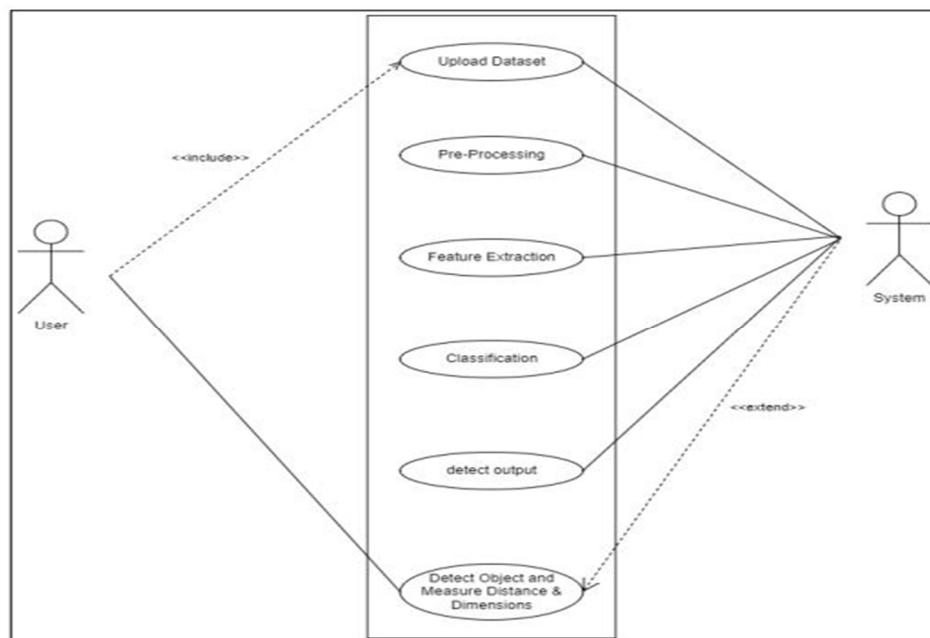 Upload Dataset
<<include>>
Pre-Processing
Feature Extraction
User
System
Classification
<<extend>>
detect output
Detect Object and
Measure Distance &
Dimensions